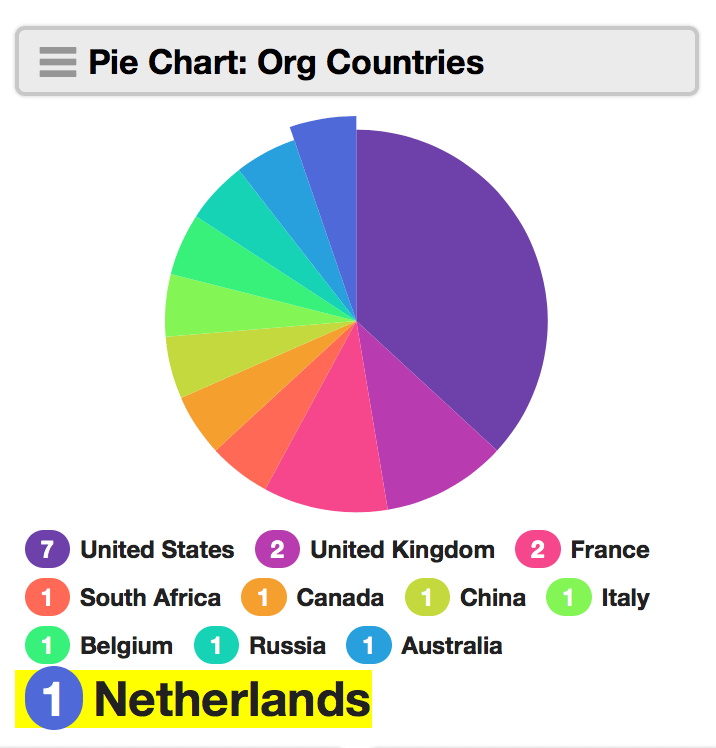 Pie Chart: Org Countries
7 United States 2 United Kingdom 2 France
1 South Africa 1 Canada 1 China 1 Italy
1 Belgium 1 Russia 1 Australia
1 Netherlands